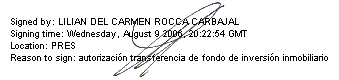 Signed by: LILIAN DEL CARMEN ROCCA CARBAJAL
Signing time: Wednesday, August 9 2006, 20:22:54 GMT
Location: PRES
Reason to sign: autorización transferencia de fondo de inversión inmobiliario